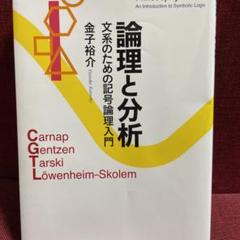 An Introduction to Symbolic Logic
論理と分析
文系のための記号論理入門
金子裕介
Carnap
Gentzen
Tarski
Löwenheim-Skolem